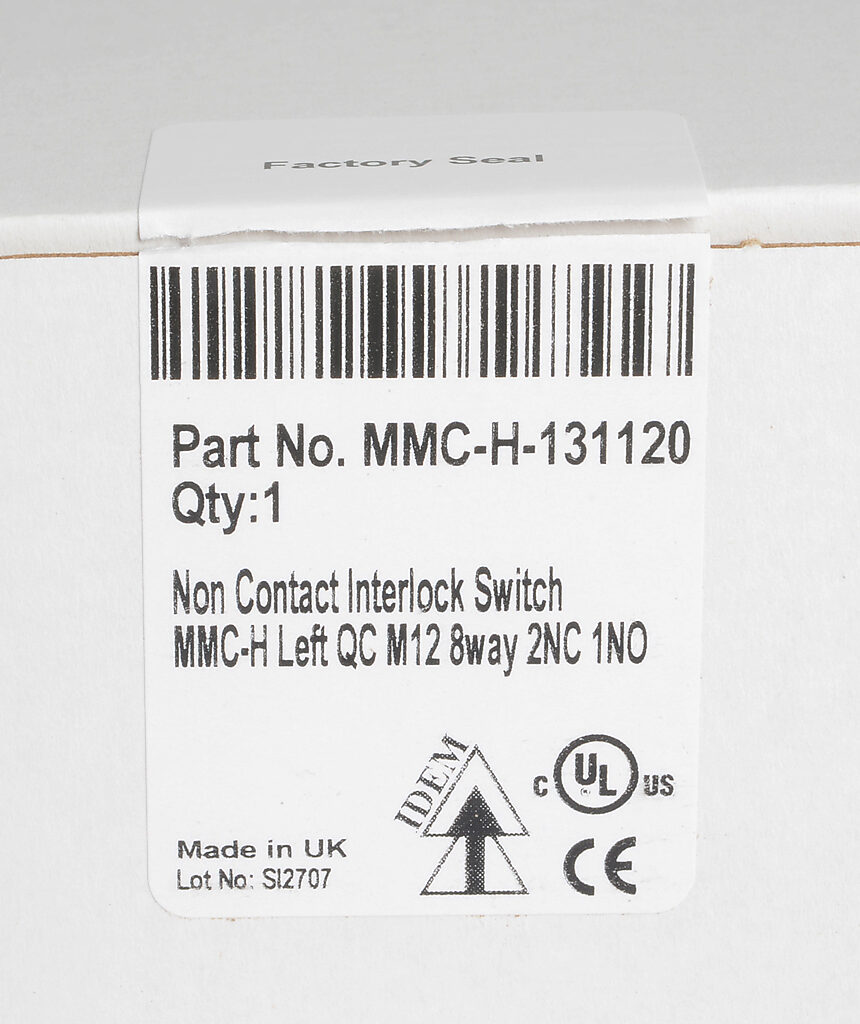 Factory Seal
Part No. MMC-H-131120
Qty:1
Non Contact Interlock Switch
MMC-H Left QC M12 8way 2NC 1NO
IDEM
C UL US
®
CE
Made in UK
Lot No: SI2707